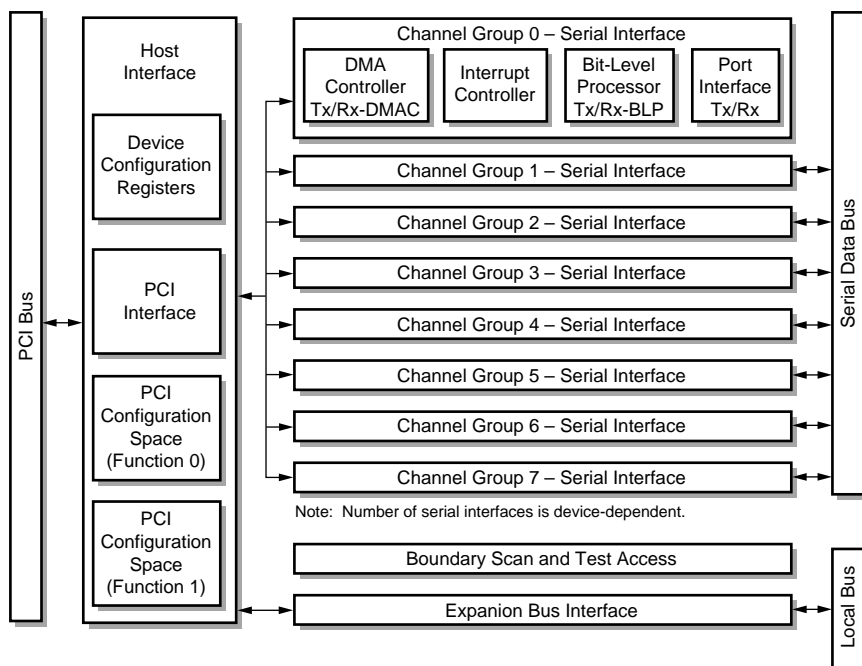 PCI Bus
Host
Interface
Device
Configuration
Registers
PCI
Interface
PCI
Configuration
Space
(Function 0)
PCI
Configuration
Space
(Function 1)
Channel Group 0 – Serial Interface
DMA
Controller
Tx/Rx-DMAC
Interrupt
Controller
Bit-Level
Processor
Tx/Rx-BLP
Port
Interface
Tx/Rx
Channel Group 1 – Serial Interface
Channel Group 2 – Serial Interface
Channel Group 3 – Serial Interface
Channel Group 4 – Serial Interface
Channel Group 5 – Serial Interface
Channel Group 6 – Serial Interface
Channel Group 7 – Serial Interface
Note: Number of serial interfaces is device-dependent.
Boundary Scan and Test Access
Expansion Bus Interface
Serial Data Bus
Local Bus